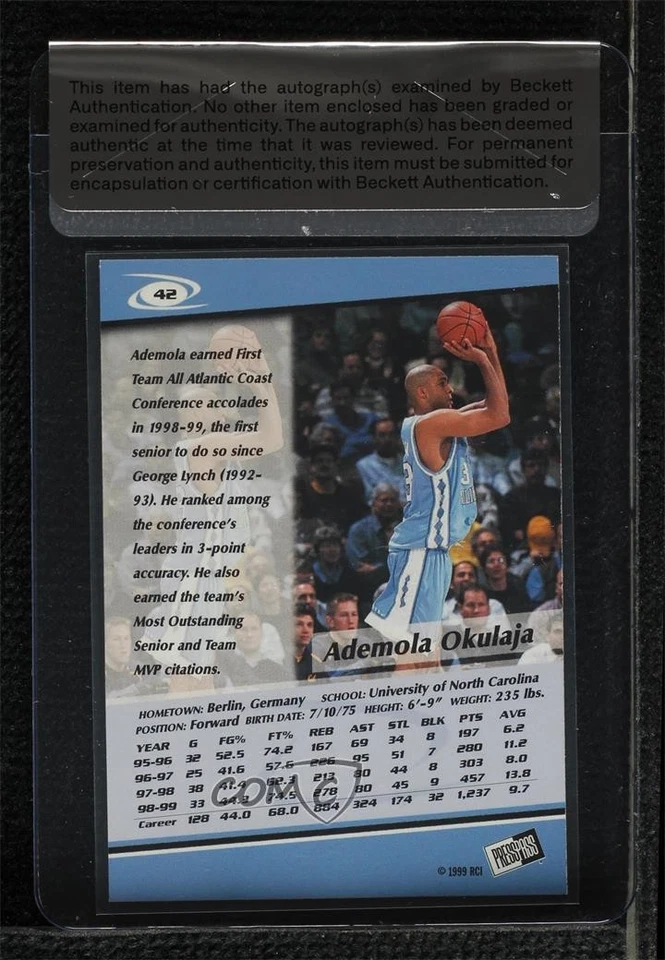 This item has had the autograph(s) examined by Beckett
Authentication. No other item enclosed has been graded or
examined for authenticity. The autograph(s) has been deemed
authentic at the time that it was reviewed. For permanent
preservation and authenticity, this item must be submitted for
encapsulation or certification with Beckett Authentication.
42
Ademola earned First
Team All Atlantic Coast
Conference accolades
in 1998-99, the first
senior to do so since
George Lynch (1992-
93). He ranked among
the conference's
leaders in 3-point
accuracy. He also
earned the team's
Most Outstanding
Senior and Team
MVP citations.
Ademola Okulaja
HOMETOWN: Berlin, Germany SCHOOL: University of North Carolina
POSITION: Forward BIRTH DATE: 7/10/75 HEIGHT: 6'-9" WEIGHT: 235 lbs.
YEAR G FG% FT% REB AST STL BLK PTS AVG
95-96 32 52.5 74.2 167 69 34 8 197 6.2
96-97 25 41.6 57.6 226 95 51 7 280 11.2
97-98 38 41.4 62.3 213 80 44 8 303 8.0
98-99 33 44.3 74.5 278 80 45 9 457 13.8
Career 128 44.0 68.0 884 324 174 32 1,237 9.7
COMC
PRESS PASS
© 1999 RCI